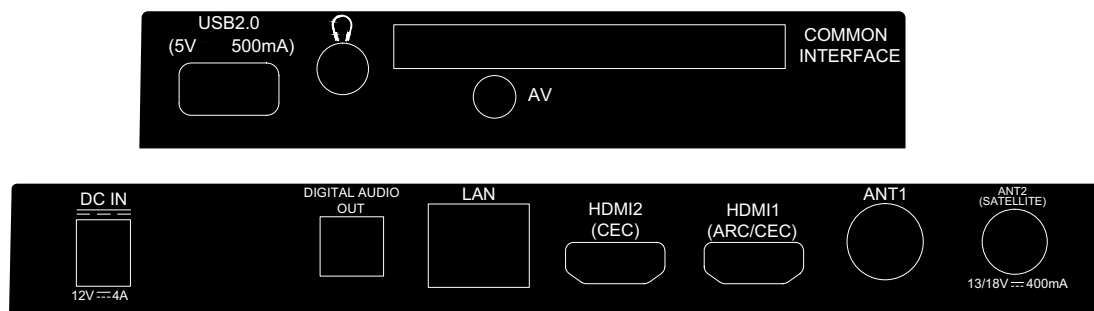 USB2.0
(5V 500mA)
COMMON
INTERFACE
AV
DC IN
12V⎓4A
DIGITAL AUDIO
OUT
LAN
HDMI2
(CEC)
HDMI1
(ARC/CEC)
ANT1
ANT2
(SATELLITE)
13/18V⎓400mA